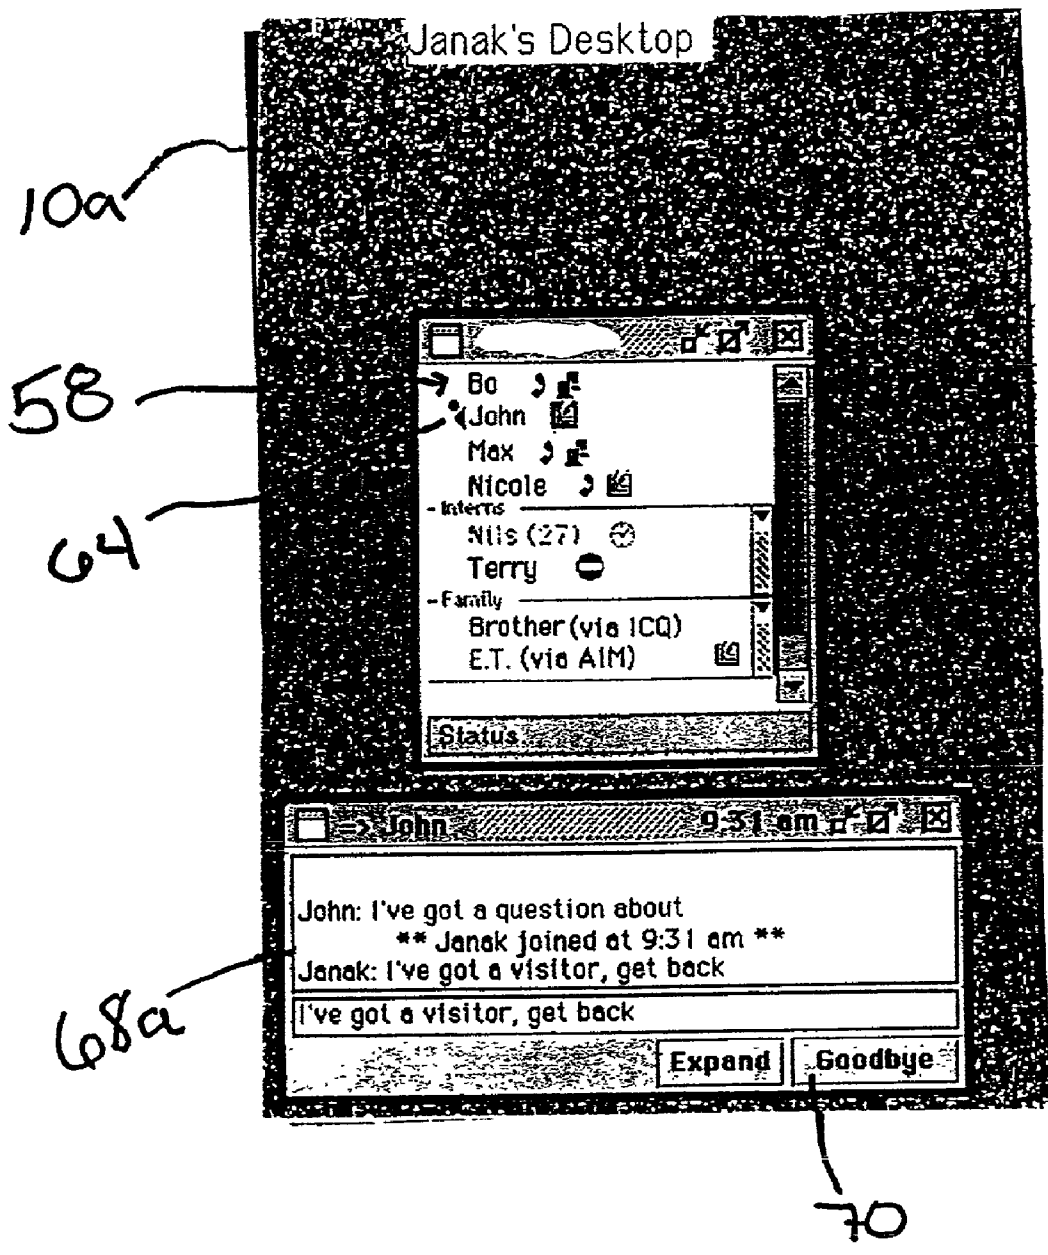 Janak's Desktop
10a
58
Bo
John
Max
Nicole
64
Interns
Nils (27)
Terry
Family
Brother (via ICQ)
E.T. (via AIM)
Status
=> John 9:31 am
John: I've got a question about
** Janak joined at 9:31 am **
Janak: I've got a visitor, get back
68a
I've got a visitor, get back
Expand Goodbye
70